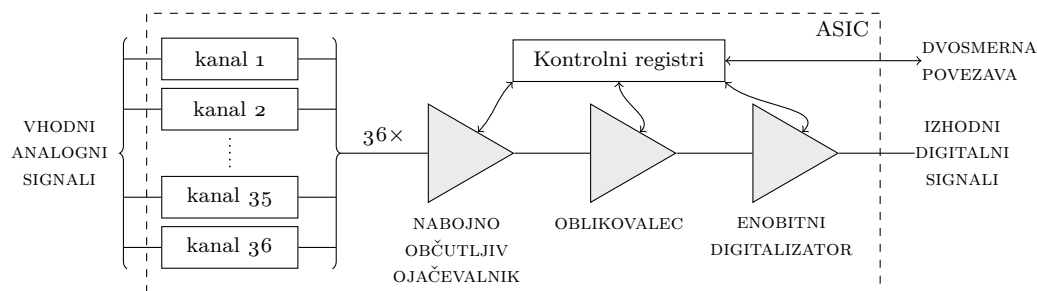 ASIC
VHODNI
ANALOGNI
SIGNALI
kanal 1
kanal 2
kanal 35
kanal 36
36×
Kontrolni registri
DVOSMERNA
POVEZAVA
NABOJNO
OBČUTLJIV
OJAČEVALNIK
OBLIKOVALEC
ENOBITNI
DIGITALIZATOR
IZHODNI
DIGITALNI
SIGNALI